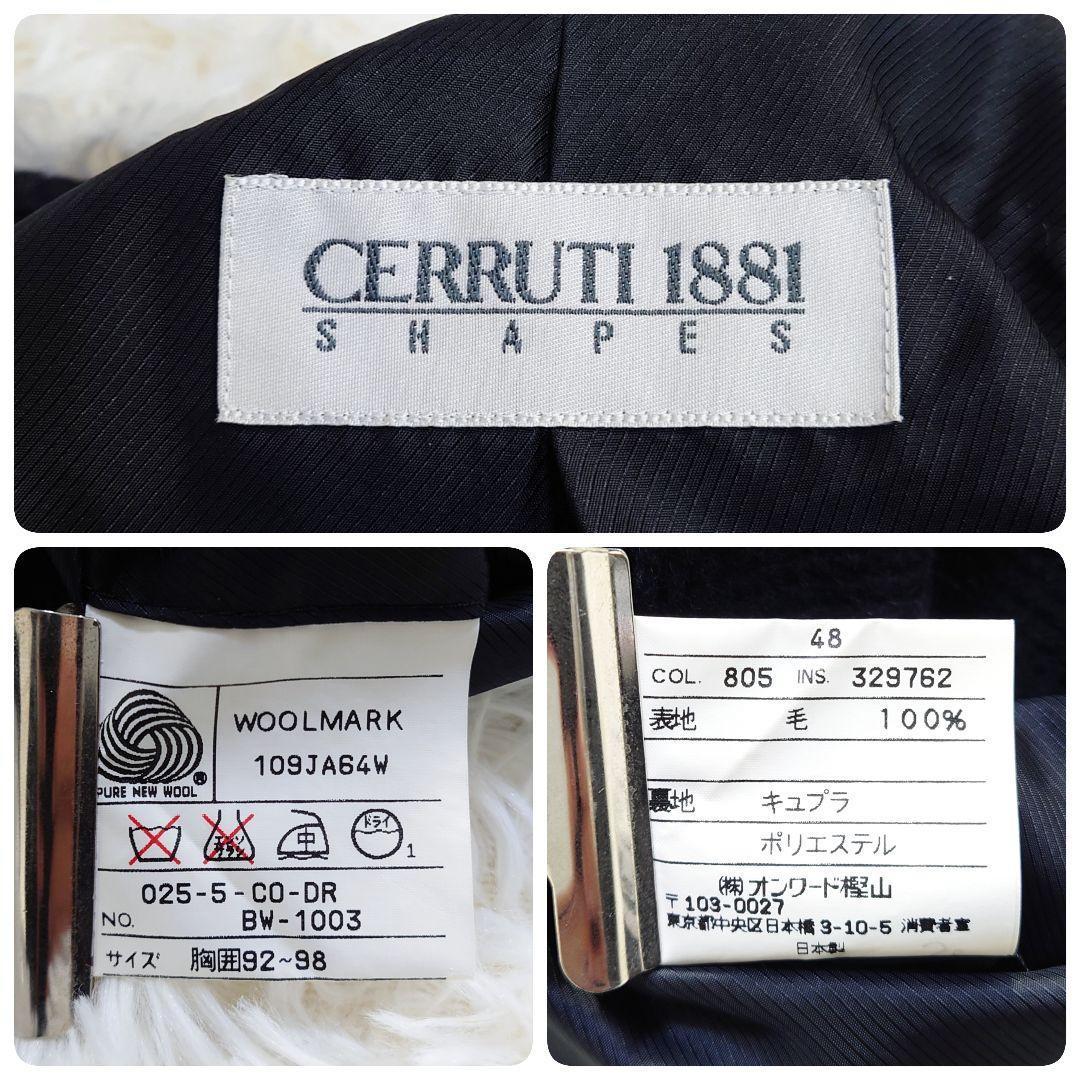 CERRUTI 1881
SHAPES
WOOLMARK
109JA64W
PURE NEW WOOL ®
中 ドライ 1
025-5-CO-DR
NO. BW-1003
サイズ 胸囲92~98
48
COL. 805 INS. 329762
表地 毛 100%
裏地 キュプラ
ポリエステル
(株)オンワード樫山
〒103-0027
東京都中央区日本橋3-10-5 消費者室
日本製